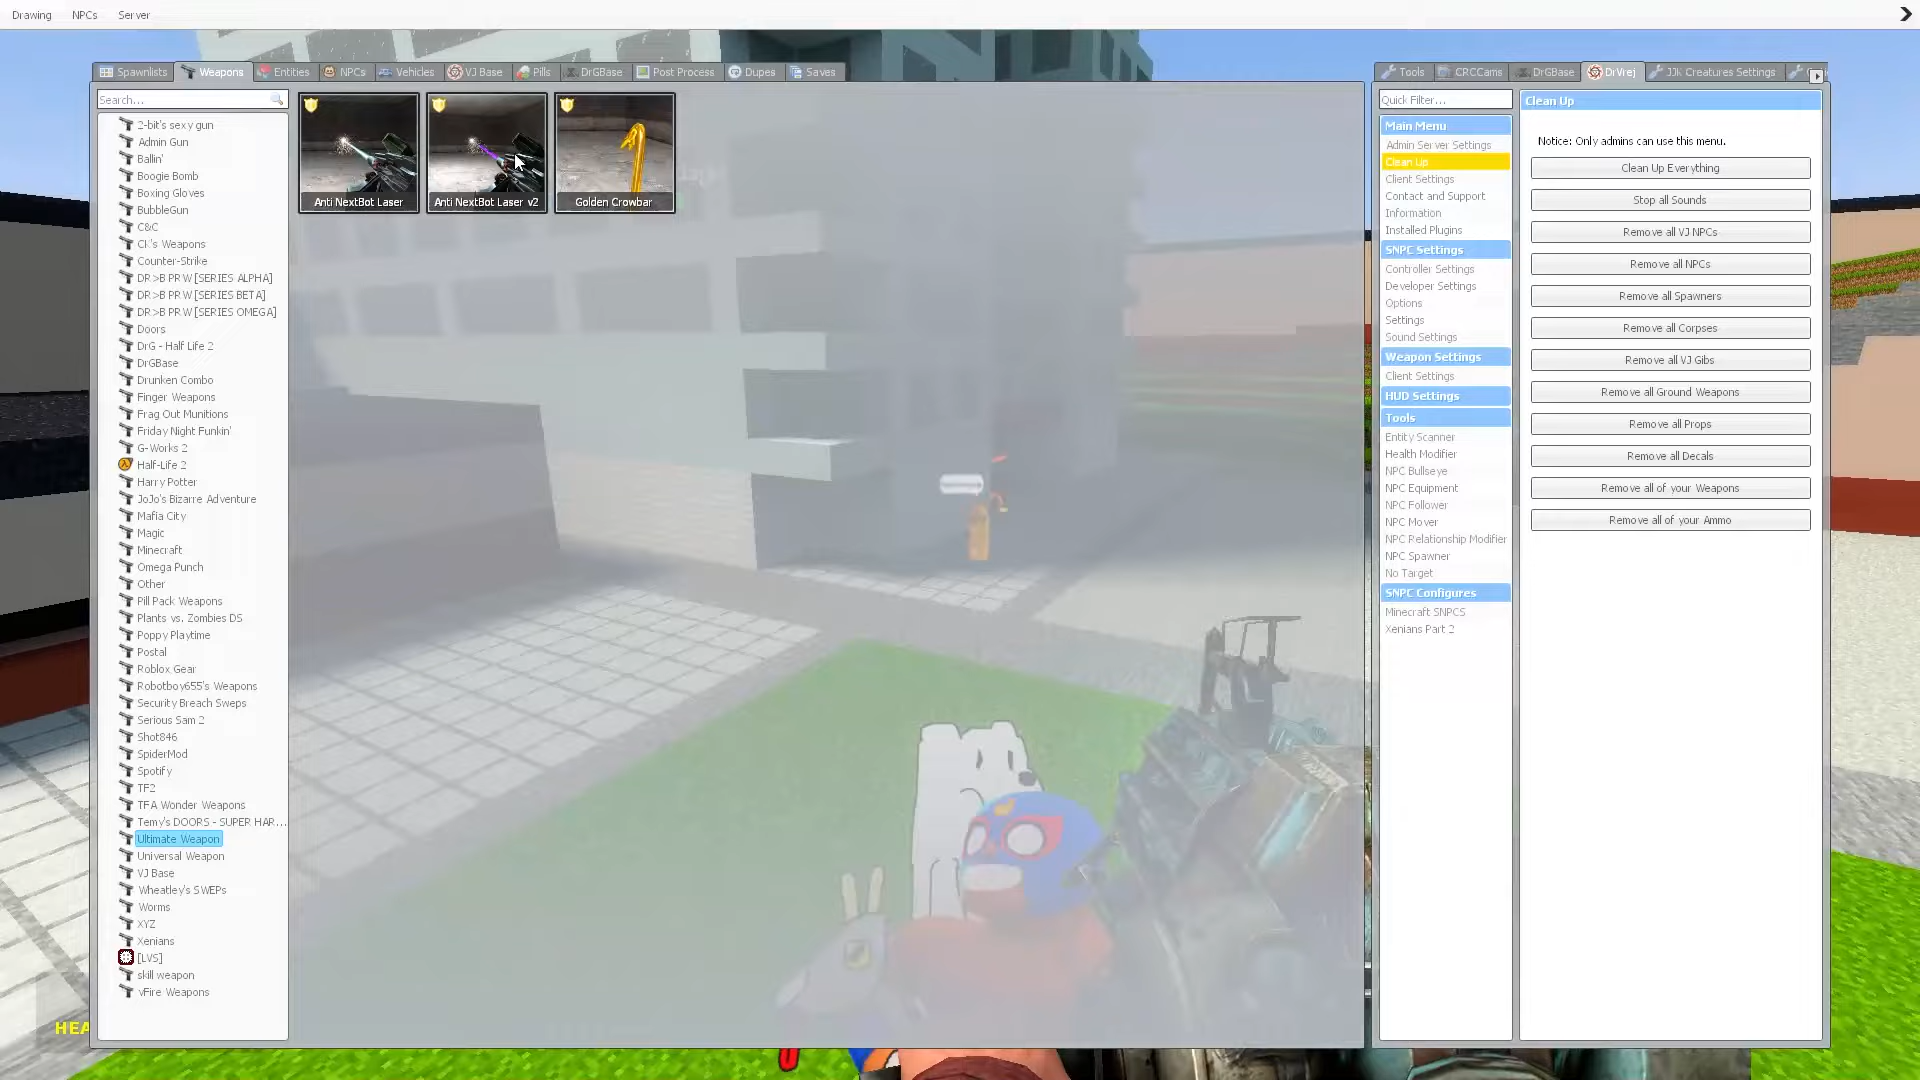 Drawing NPCs Server
Spawnlists Weapons Entities NPCs Vehicles VJ Base Pills DrGBase Post Process Dupes Saves
Search...
2-bit's sexy gun
Admin Gun
Ballin'
Boogie Bomb
Boxing Gloves
BubbleGun
C&C
CK's Weapons
Counter-Strike
DR>B PRW [SERIES ALPHA]
DR>B PRW [SERIES BETA]
DR>B PRW [SERIES OMEGA]
Doors
DrG - Half Life 2
DrGBase
Drunken Combo
Finger Weapons
Frag Out Munitions
Friday Night Funkin'
G-Works 2
Half-Life 2
Harry Potter
JoJo's Bizarre Adventure
Mafia City
Magic
Minecraft
Omega Punch
Other
Pill Pack Weapons
Plants vs. Zombies DS
Poppy Playtime
Postal
Roblox Gear
Robotboy655's Weapons
Security Breach Sweps
Serious Sam 2
Shot846
SpiderMod
Spotify
TF2
TFA Wonder Weapons
Temy's DOORS - SUPER HAR...
Ultimate Weapon
Universal Weapon
VJ Base
Wheatley's SWEPs
Worms
XYZ
Xenians
[LVS]
skill weapon
vFire Weapons
Anti NextBot Laser
Anti NextBot Laser v2
Golden Crowbar
HEA
Tools CRCCams DrGBase DrVrej JJK Creatures Settings
Quick Filter...
Main Menu
Admin Server Settings
Clean Up
Client Settings
Contact and Support
Information
Installed Plugins
SNPC Settings
Controller Settings
Developer Settings
Options
Settings
Sound Settings
Weapon Settings
Client Settings
HUD Settings
Tools
Entity Scanner
Health Modifier
NPC Bullseye
NPC Equipment
NPC Follower
NPC Mover
NPC Relationship Modifier
NPC Spawner
No Target
SNPC Configures
Minecraft SNPCS
Xenians Part 2
Clean Up
Notice: Only admins can use this menu.
Clean Up Everything
Stop all Sounds
Remove all VJ NPCs
Remove all NPCs
Remove all Spawners
Remove all Corpses
Remove all VJ Gibs
Remove all Ground Weapons
Remove all Props
Remove all Decals
Remove all of your Weapons
Remove all of your Ammo